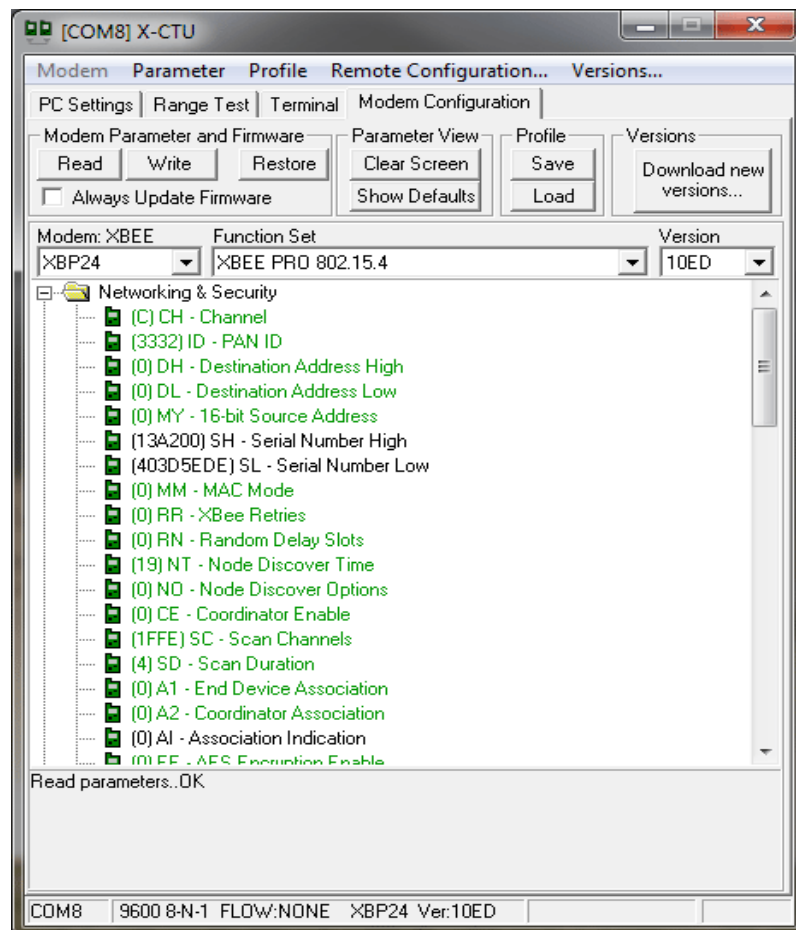 [COM8] X-CTU
Modem Parameter Profile Remote Configuration... Versions...
PC Settings Range Test Terminal Modem Configuration
Modem Parameter and Firmware Parameter View Profile Versions
Read Write Restore Clear Screen Save Download new versions...
Always Update Firmware Show Defaults Load
Modem: XBEE Function Set Version
XBP24 XBEE PRO 802.15.4 10ED
Networking & Security
(C) CH - Channel
(3332) ID - PAN ID
(0) DH - Destination Address High
(0) DL - Destination Address Low
(0) MY - 16-bit Source Address
(13A200) SH - Serial Number High
(403D5EDE) SL - Serial Number Low
(0) MM - MAC Mode
(0) RR - XBee Retries
(0) RN - Random Delay Slots
(19) NT - Node Discover Time
(0) NO - Node Discover Options
(0) CE - Coordinator Enable
(1FFE) SC - Scan Channels
(4) SD - Scan Duration
(0) A1 - End Device Association
(0) A2 - Coordinator Association
(0) AI - Association Indication
(0) EE - AES Encryption Enable
Read parameters..OK
COM8 9600 8-N-1 FLOW:NONE XBP24 Ver:10ED